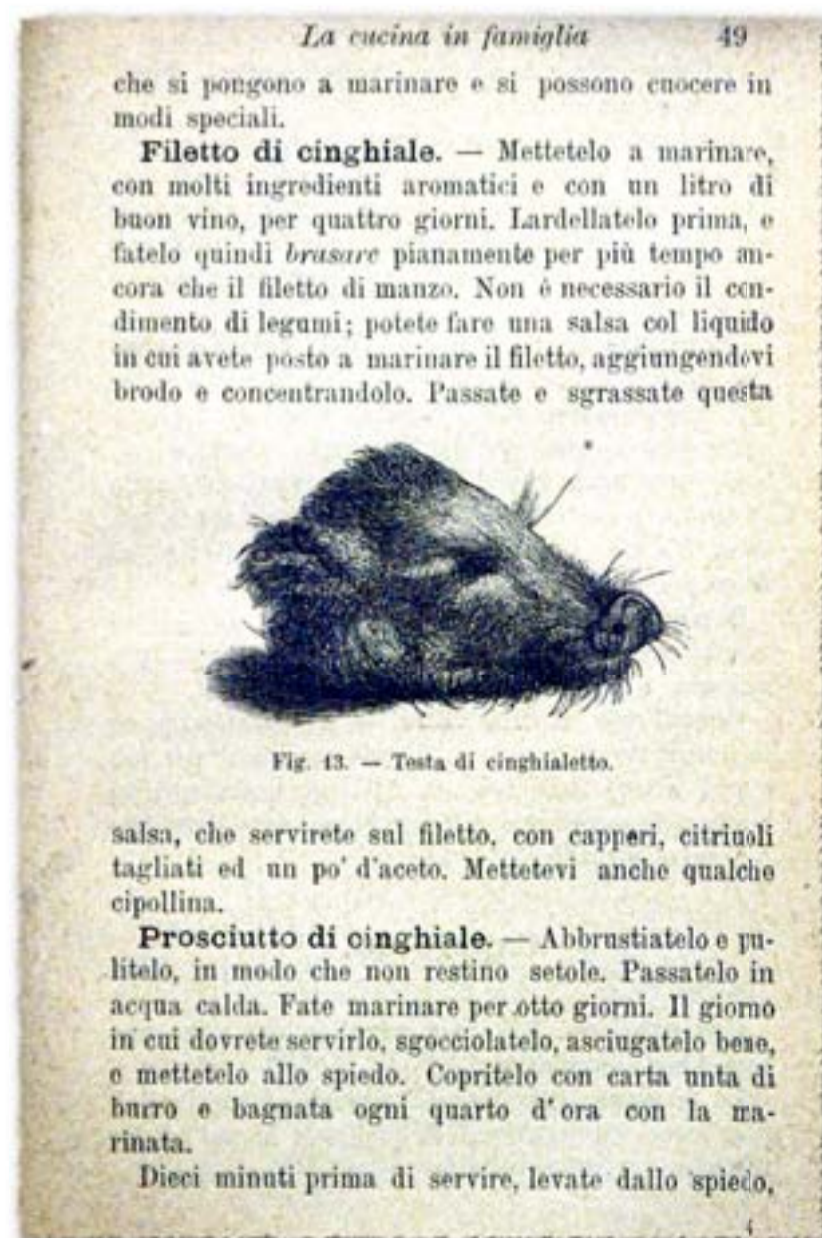 La cucina in famiglia 49
che si pongono a marinare e si possono cuocere in
modi speciali.
Filetto di cinghiale. — Mettetelo a marinare,
con molti ingredienti aromatici e con un litro di
buon vino, per quattro giorni. Lardellatelo prima, e
fatelo quindi brasare pianamente per più tempo an-
cora che il filetto di manzo. Non è necessario il con-
dimento di legumi; potete fare una salsa col liquido
in cui avete posto a marinare il filetto, aggiungendovi
brodo e concentrandolo. Passate e sgrassate questa
Fig. 13. — Testa di cinghialetto.
salsa, che servirete sul filetto, con capperi, citriuoli
tagliati ed un po' d'aceto. Mettetevi anche qualche
cipollina.
Prosciutto di cinghiale. — Abbrustiatelo e pu-
litelo, in modo che non restino setole. Passatelo in
acqua calda. Fate marinare per otto giorni. Il giorno
in cui dovrete servirlo, sgocciolatelo, asciugatelo bene,
e mettetelo allo spiedo. Copritelo con carta unta di
burro e bagnata ogni quarto d'ora con la ma-
rinata.
Dieci minuti prima di servire, levate dallo spiedo,
4